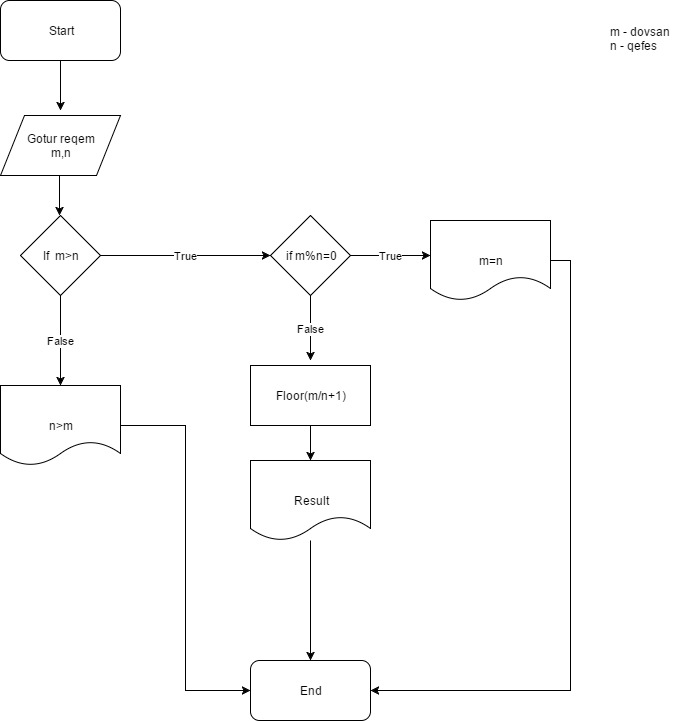 Start
m - dovsan
n - qefes
Gotur reqem
m,n
If m>n
True
if m%n=0
True
m=n
False
False
Floor(m/n+1)
n>m
Result
End